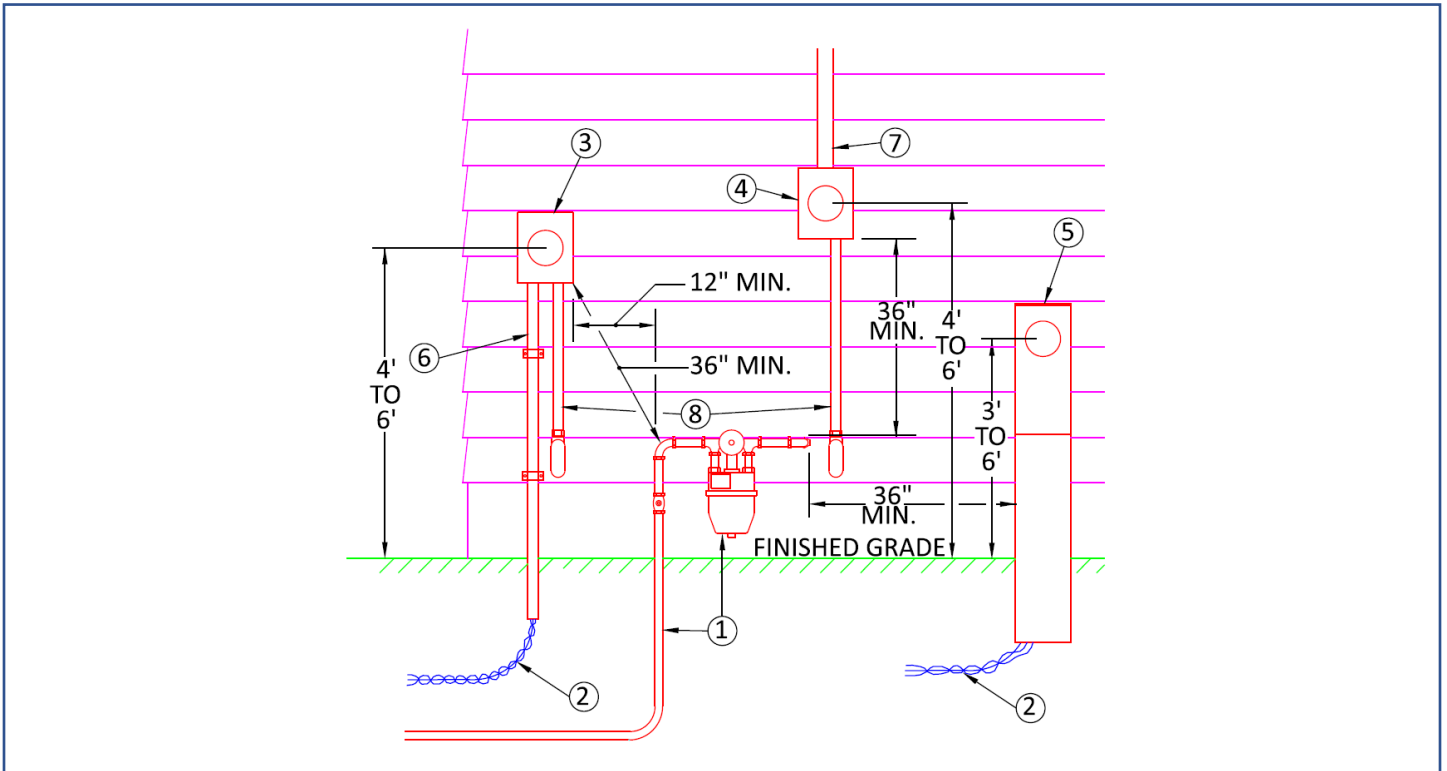 7
3
4
5
12" MIN.
36"
MIN.
4'
TO
6'
6
36" MIN.
4'
TO
6'
8
3'
TO
6'
36"
MIN.
FINISHED GRADE
1
2
2